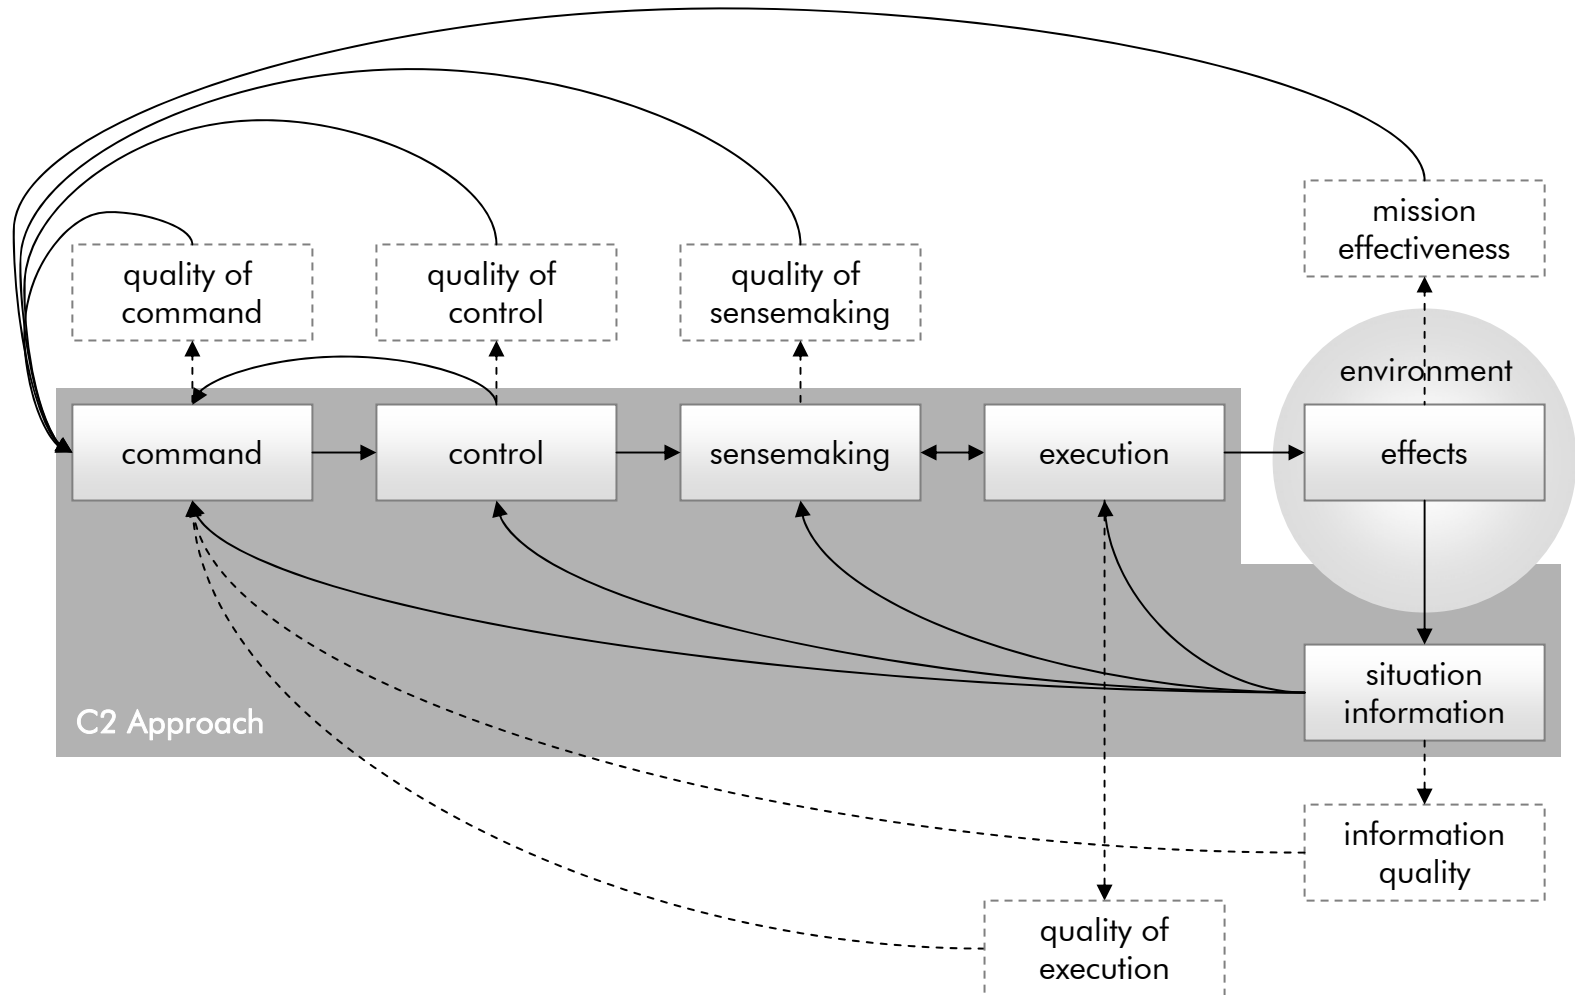 mission
effectiveness
quality of
command
quality of
control
quality of
sensemaking
environment
command
control
sensemaking
execution
effects
situation
information
C2 Approach
information
quality
quality of
execution